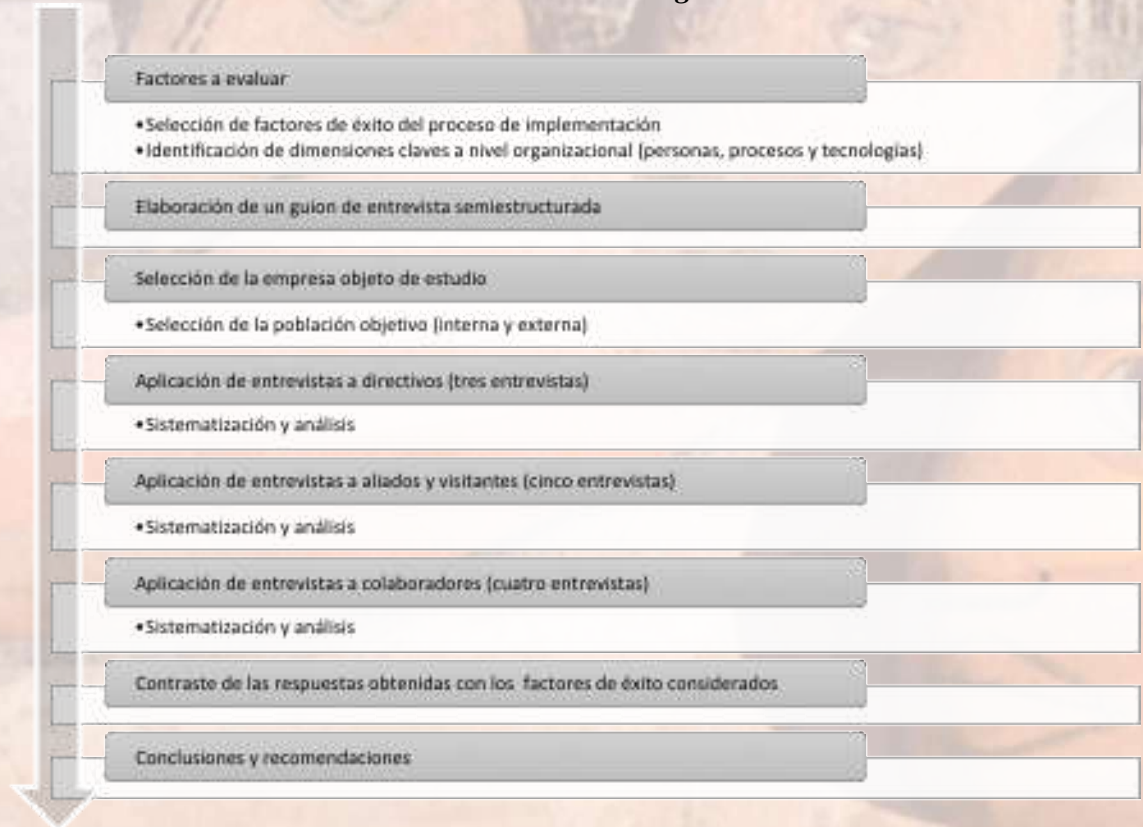 Factores a evaluar
•Selección de factores de éxito del proceso de implementación
•Identificación de dimensiones claves a nivel organizacional (personas, procesos y tecnologías)
Elaboración de un guion de entrevista semiestructurada
Selección de la empresa objeto de estudio
•Selección de la población objetivo (interna y externa)
Aplicación de entrevistas a directivos (tres entrevistas)
•Sistematización y análisis
Aplicación de entrevistas a aliados y visitantes (cinco entrevistas)
•Sistematización y análisis
Aplicación de entrevistas a colaboradores (cuatro entrevistas)
•Sistematización y análisis
Contraste de las respuestas obtenidas con los factores de éxito considerados
Conclusiones y recomendaciones